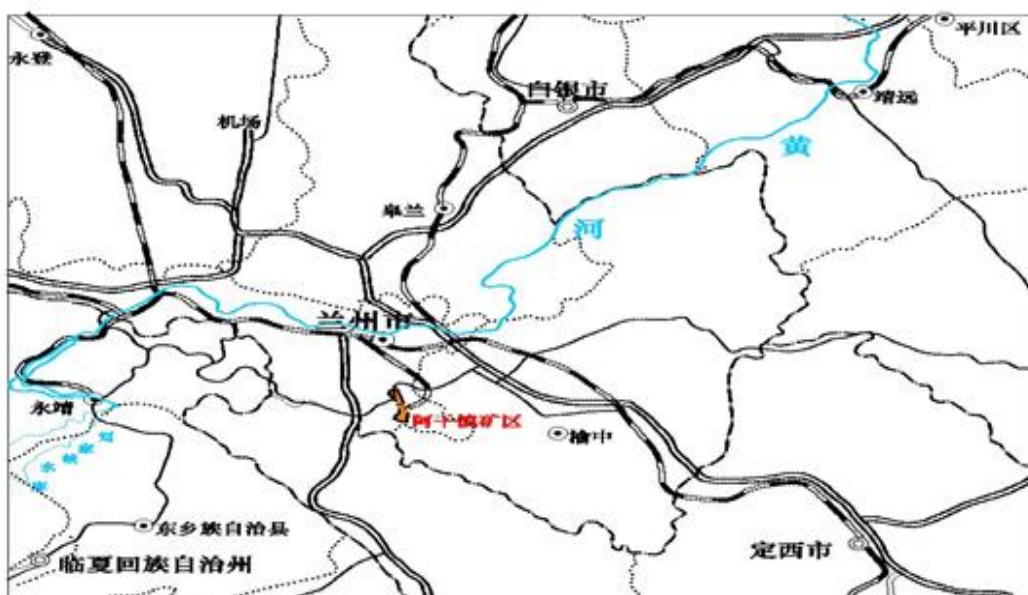 平川区
永登
白银市
靖远
机场
黄
皋兰
河
兰州市
永靖
阿干镇矿区
榆中
东乡族自治县
定西市
临夏回族自治州